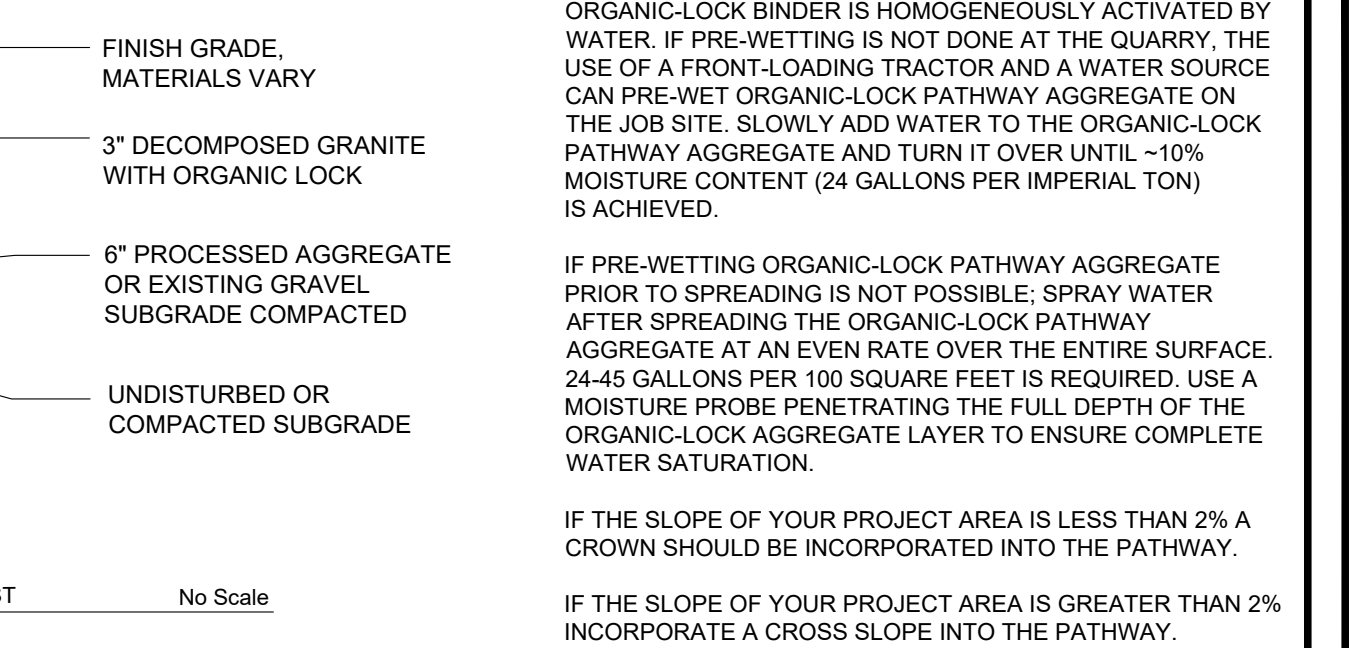 FINISH GRADE,
MATERIALS VARY
3" DECOMPOSED GRANITE
WITH ORGANIC LOCK
6" PROCESSED AGGREGATE
OR EXISTING GRAVEL
SUBGRADE COMPACTED
UNDISTURBED OR
COMPACTED SUBGRADE
ST
No Scale
ORGANIC-LOCK BINDER IS HOMOGENEOUSLY ACTIVATED BY
WATER. IF PRE-WETTING IS NOT DONE AT THE QUARRY, THE
USE OF A FRONT-LOADING TRACTOR AND A WATER SOURCE
CAN PRE-WET ORGANIC-LOCK PATHWAY AGGREGATE ON
THE JOB SITE. SLOWLY ADD WATER TO THE ORGANIC-LOCK
PATHWAY AGGREGATE AND TURN IT OVER UNTIL ~10%
MOISTURE CONTENT (24 GALLONS PER IMPERIAL TON)
IS ACHIEVED.
IF PRE-WETTING ORGANIC-LOCK PATHWAY AGGREGATE
PRIOR TO SPREADING IS NOT POSSIBLE; SPRAY WATER
AFTER SPREADING THE ORGANIC-LOCK PATHWAY
AGGREGATE AT AN EVEN RATE OVER THE ENTIRE SURFACE.
24-45 GALLONS PER 100 SQUARE FEET IS REQUIRED. USE A
MOISTURE PROBE PENETRATING THE FULL DEPTH OF THE
ORGANIC-LOCK AGGREGATE LAYER TO ENSURE COMPLETE
WATER SATURATION.
IF THE SLOPE OF YOUR PROJECT AREA IS LESS THAN 2% A
CROWN SHOULD BE INCORPORATED INTO THE PATHWAY.
IF THE SLOPE OF YOUR PROJECT AREA IS GREATER THAN 2%
INCORPORATE A CROSS SLOPE INTO THE PATHWAY.